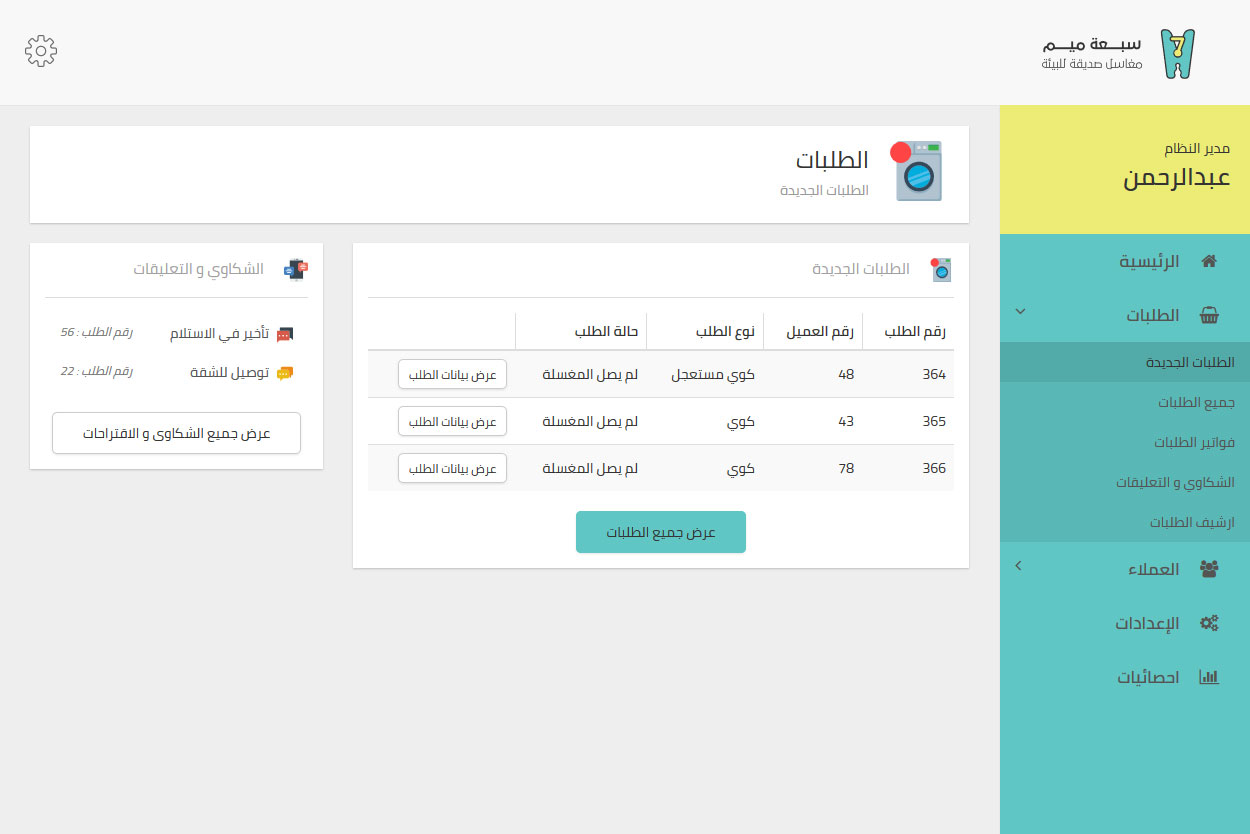 سبعة ميم
مغاسل صديقة للبيئة
مدير النظام
عبدالرحمن
الرئيسية
الطلبات
الطلبات الجديدة
جميع الطلبات
فواتير الطلبات
الشكاوي و التعليقات
ارشيف الطلبات
العملاء
الإعدادات
احصائيات
الطلبات
الطلبات الجديدة
الطلبات الجديدة
رقم الطلب رقم العميل نوع الطلب حالة الطلب
364 48 كوي مستعجل لم يصل المغسلة عرض بيانات الطلب
365 43 كوي لم يصل المغسلة عرض بيانات الطلب
366 78 كوي لم يصل المغسلة عرض بيانات الطلب
عرض جميع الطلبات
الشكاوي و التعليقات
تأخير في الاستلام رقم الطلب : 56
توصيل للشقة رقم الطلب : 22
عرض جميع الشكاوى و الاقتراحات